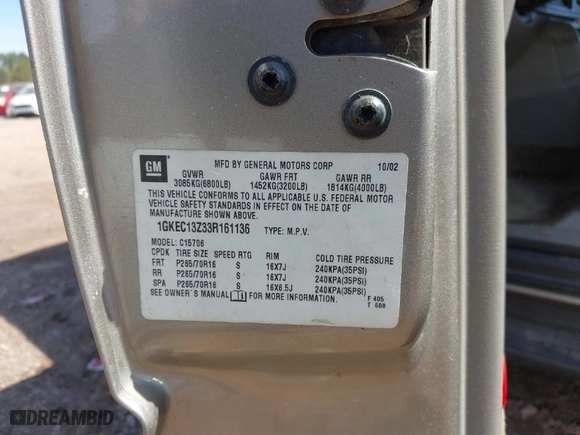 GM
MFD BY GENERAL MOTORS CORP 10/02
GVWR GAWR FRT GAWR RR
3085KG(6800LB) 1452KG(3200LB) 1814KG(4000LB)
THIS VEHICLE CONFORMS TO ALL APPLICABLE U.S. FEDERAL MOTOR
VEHICLE SAFETY STANDARDS IN EFFECT ON THE DATE OF
MANUFACTURE SHOWN ABOVE.
1GKEC13Z33R161136 TYPE: M.P.V.
MODEL: C15706
CPDK TIRE SIZE SPEED RTG RIM COLD TIRE PRESSURE
FRT P265/70R16 S 16X7J 240KPA(35PSI)
RR P265/70R16 S 16X7J 240KPA(35PSI)
SPA P265/70R16 S 16X6.5J 240KPA(35PSI)
SEE OWNER'S MANUAL i FOR MORE INFORMATION.
F 405
T 608
DREAMBID